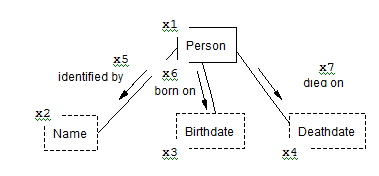 x1
Person
x5
identified by
x6
born on
x7
died on
x2
Name
Birthdate
x3
Deathdate
x4